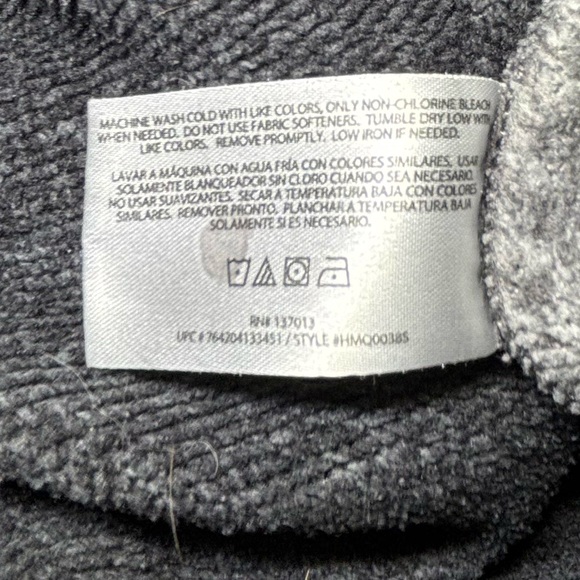 MACHINE WASH COLD WITH LIKE COLORS, ONLY NON-CHLORINE BLEACH
WHEN NEEDED. DO NOT USE FABRIC SOFTENERS. TUMBLE DRY LOW WITH
LIKE COLORS. REMOVE PROMPTLY. LOW IRON IF NEEDED.
LAVAR A MÁQUINA CON AGUA FRÍA CON COLORES SIMILARES. USAR
SOLAMENTE BLANQUEADOR SIN CLORO CUANDO SEA NECESARIO.
NO USAR SUAVIZANTES. SECAR A TEMPERATURA BAJA CON COLORES
SIMILARES. REMOVER PRONTO. PLANCHAR A TEMPERATURA BAJA
SOLAMENTE SI ES NECESARIO.
RN# 137013
UPC # 764204133451 / STYLE #HMQ00385